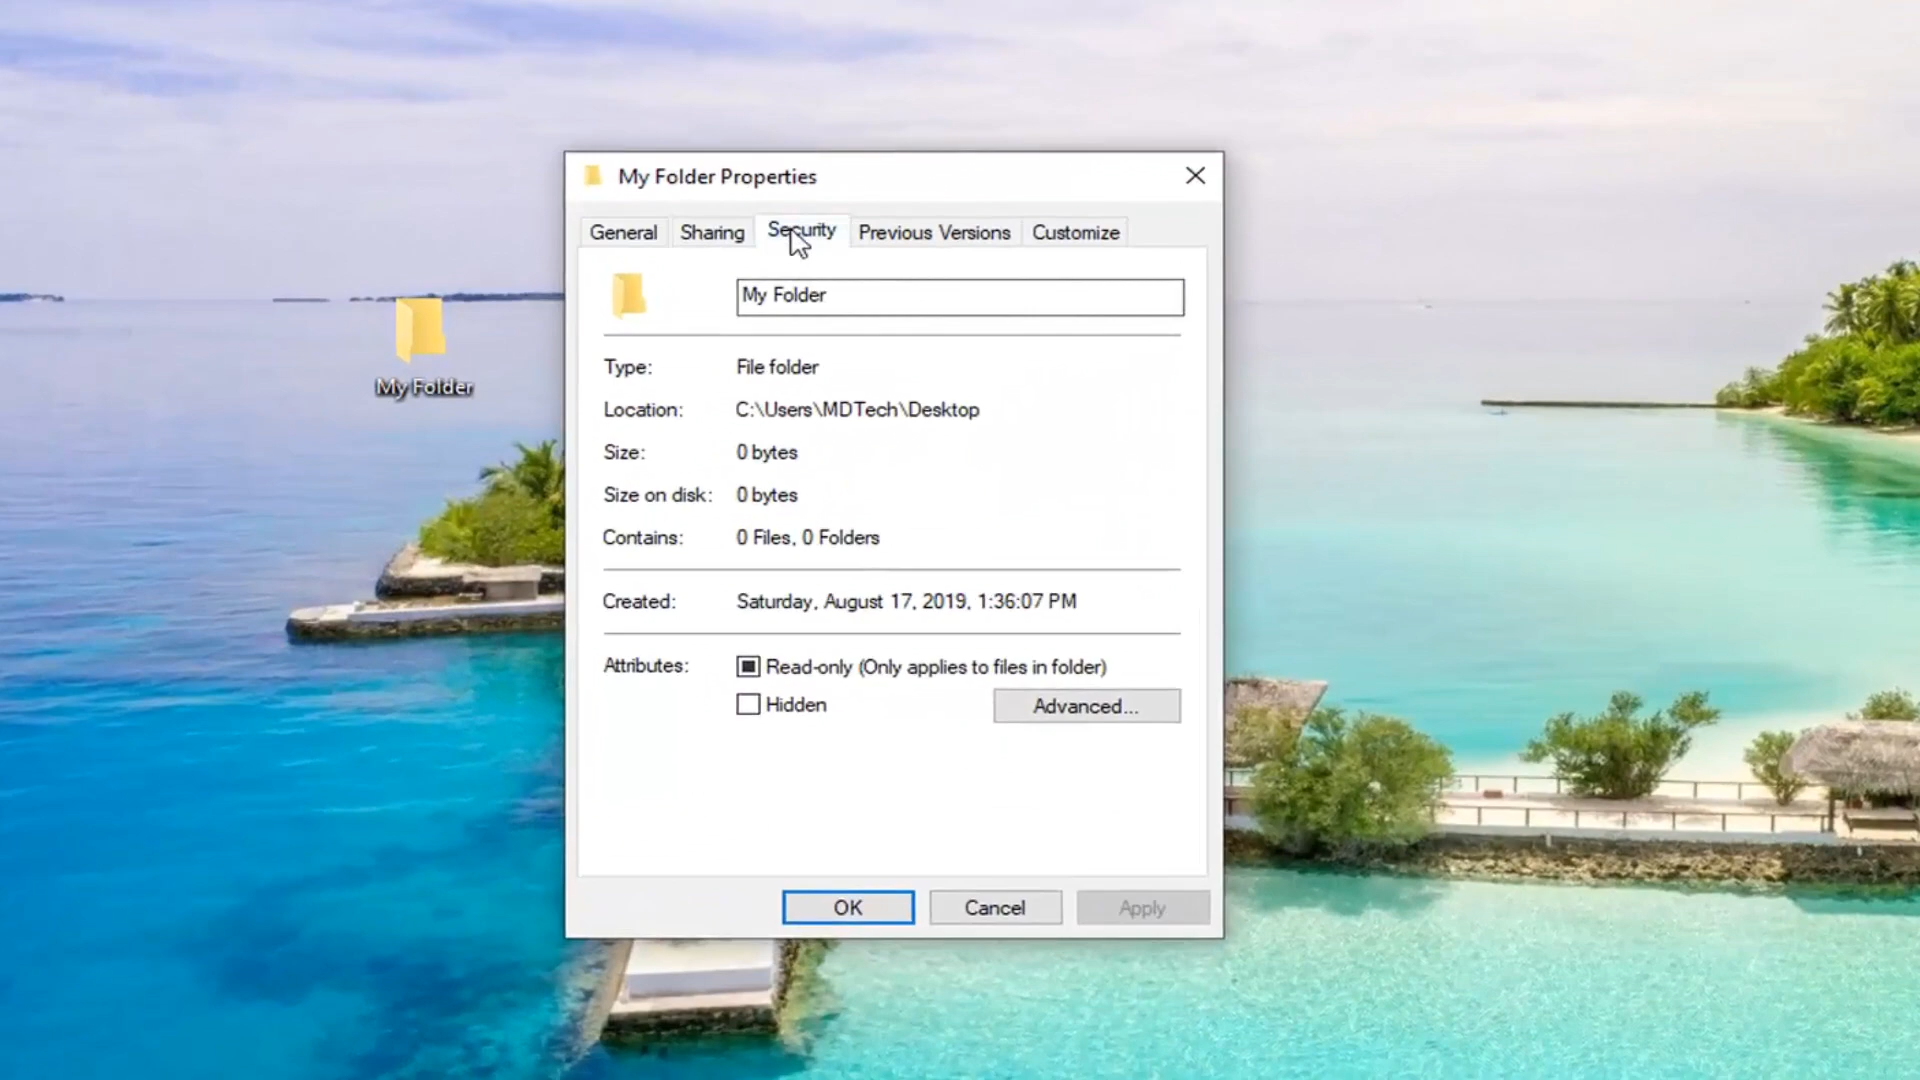 My Folder Properties
General Sharing Security Previous Versions Customize
My Folder
Type: File folder
Location: C:\Users\MDTech\Desktop
Size: 0 bytes
Size on disk: 0 bytes
Contains: 0 Files, 0 Folders
Created: Saturday, August 17, 2019, 1:36:07 PM
Attributes: Read-only (Only applies to files in folder)
Hidden Advanced...
OK Cancel Apply
My Folder